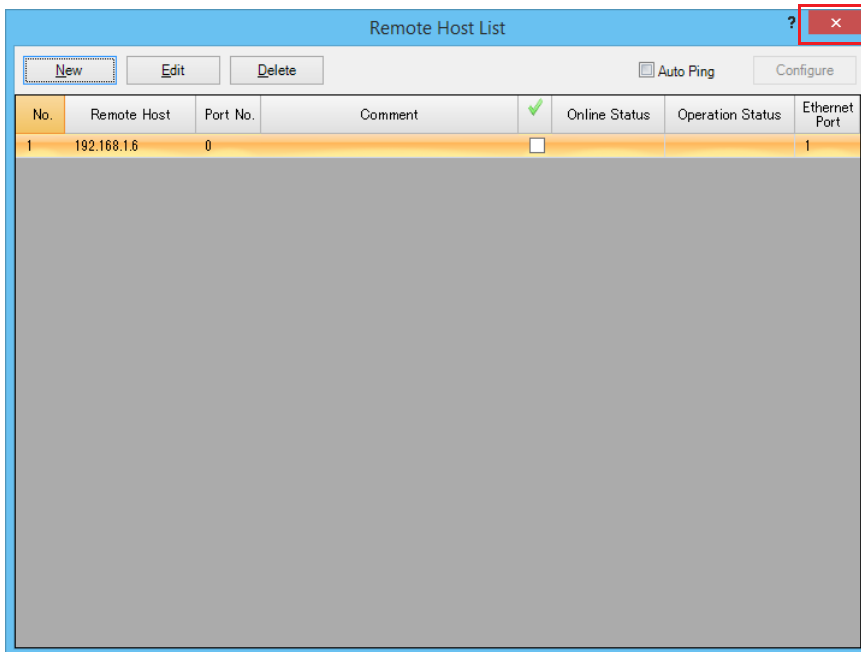 Remote Host List ? ×
New Edit Delete Auto Ping Configure
No. Remote Host Port No. Comment Online Status Operation Status Ethernet Port
1 192.168.1.6 0 1